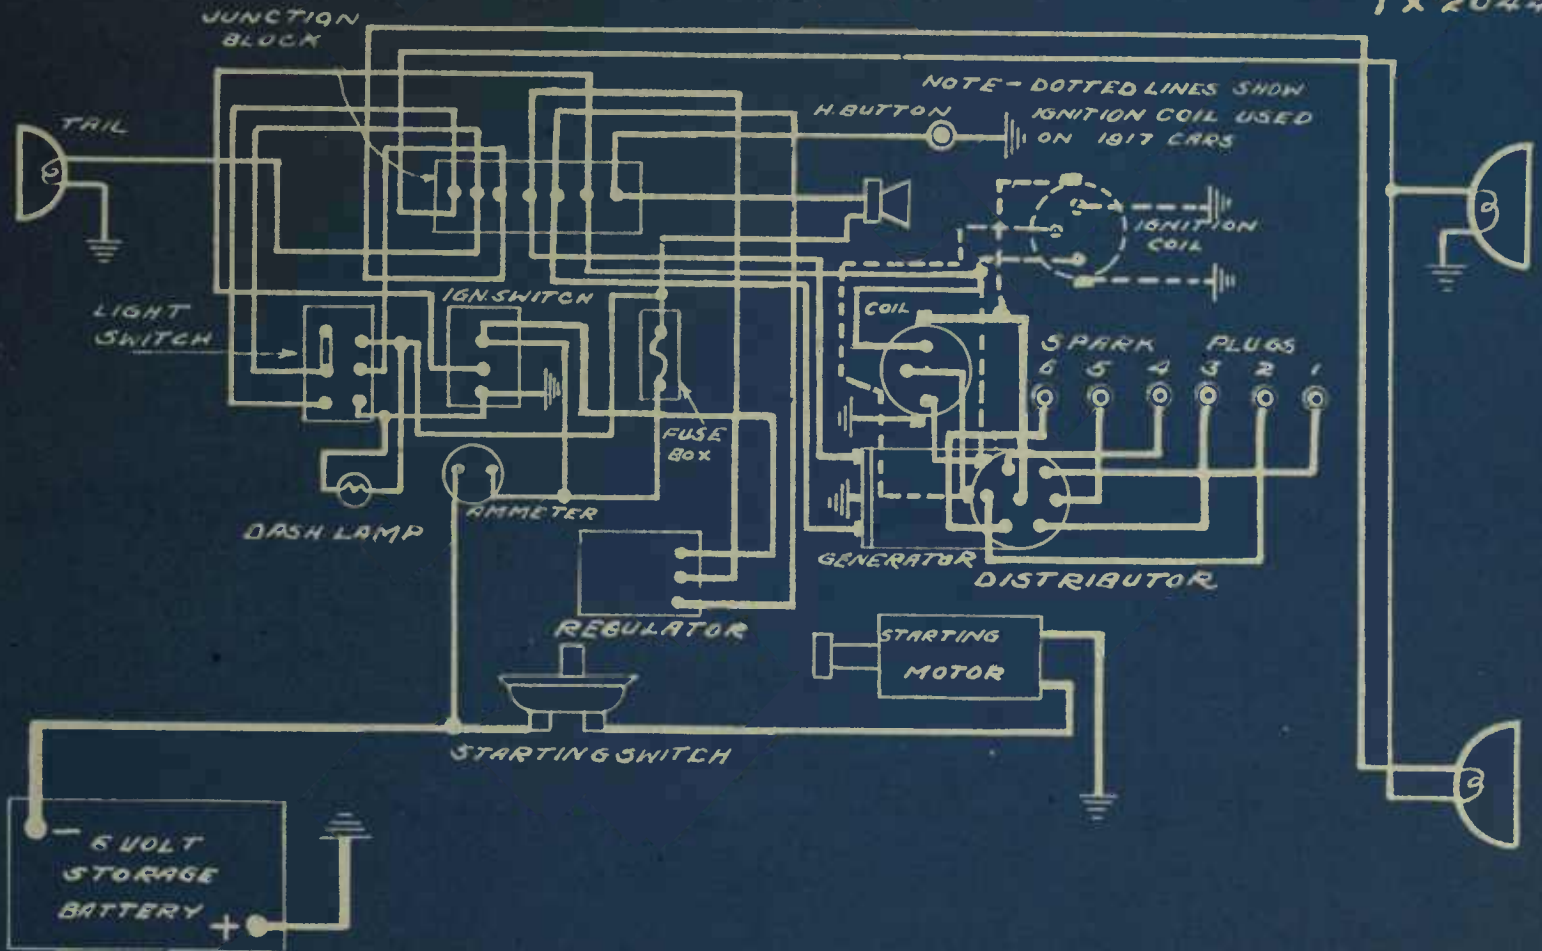 JUNCTION
BLOCK
TAIL
NOTE - DOTTED LINES SHOW
IGNITION COIL USED
ON 1917 CARS
H. BUTTON
IGNITION
COIL
LIGHT
SWITCH
IGN. SWITCH
COIL
SPARK PLUGS
6 5 4 3 2 1
FUSE
BOX
AMMETER
DASH LAMP
GENERATOR
DISTRIBUTOR
REGULATOR
STARTING
MOTOR
STARTING SWITCH
- 6 VOLT
STORAGE
BATTERY +